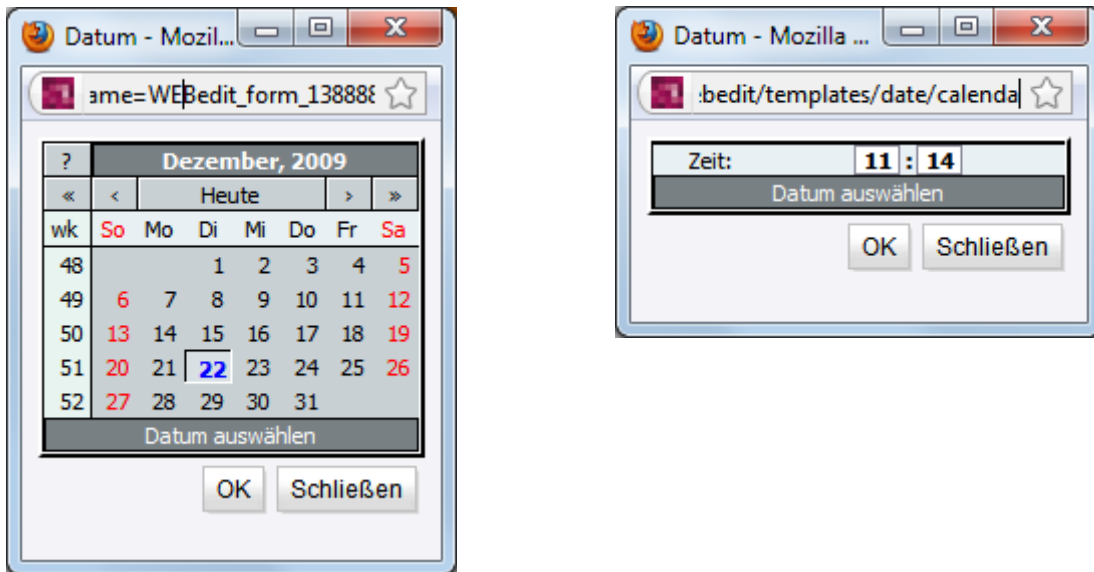 Datum - Mozil...
ame=WEBedit_form_138888
? Dezember, 2009
« ‹ Heute › »
wk So Mo Di Mi Do Fr Sa
48 1 2 3 4 5
49 6 7 8 9 10 11 12
50 13 14 15 16 17 18 19
51 20 21 22 23 24 25 26
52 27 28 29 30 31
Datum auswählen
OK Schließen
Datum - Mozilla ...
bedit/templates/date/calenda
Zeit: 11 : 14
Datum auswählen
OK Schließen